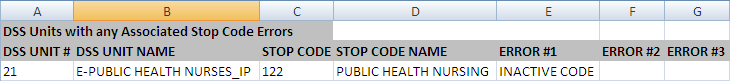 A B C D E F G
DSS Units with any Associated Stop Code Errors
DSS UNIT # DSS UNIT NAME STOP CODE STOP CODE NAME ERROR #1 ERROR #2 ERROR #3
21 E-PUBLIC HEALTH NURSES_IP 122 PUBLIC HEALTH NURSING INACTIVE CODE